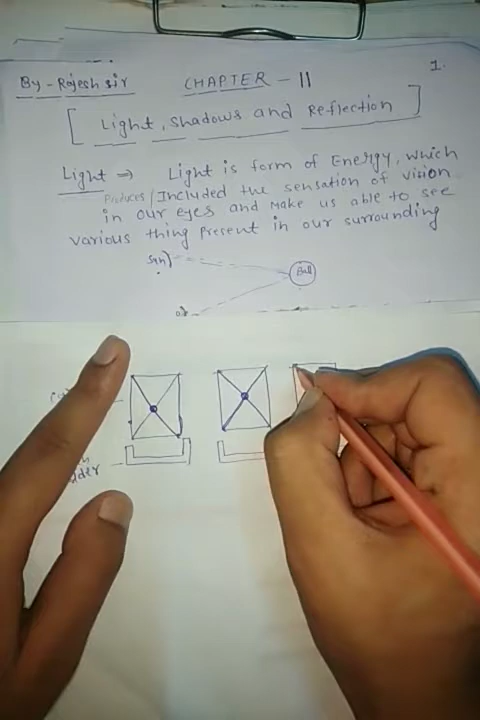 By - Rajesh sir CHAPTER - 11 1.
[ Light, Shadows and Reflection ]
Light ⇒ Light is form of Energy, which
Produces/Included the sensation of vision
in our eyes and Make us able to see
various thing Present in our surrounding
Sun
Ball